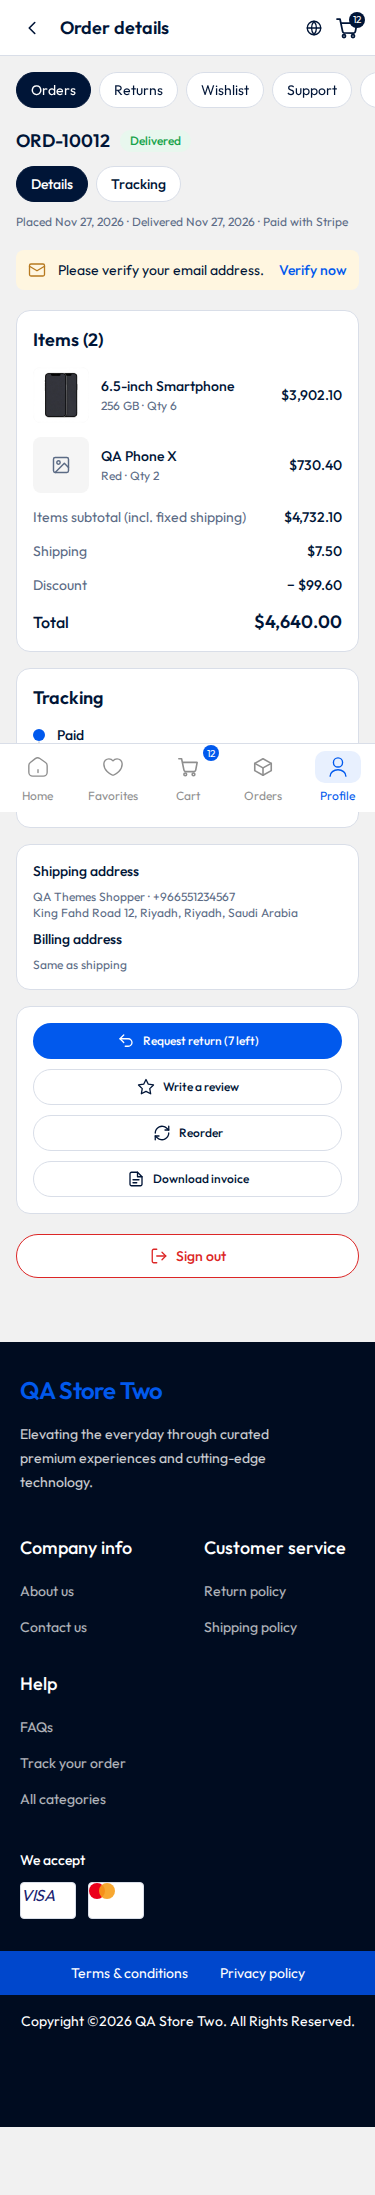 Order details
12
Orders
Returns
Wishlist
Support
ORD-10012
Delivered
Details
Tracking
Placed Nov 27, 2026 · Delivered Nov 27, 2026 · Paid with Stripe
Please verify your email address.
Verify now
Items (2)
6.5-inch Smartphone
256 GB · Qty 6
$3,902.10
QA Phone X
Red · Qty 2
$730.40
Items subtotal (incl. fixed shipping)
$4,732.10
Shipping
$7.50
Discount
− $99.60
Total
$4,640.00
Tracking
Paid
12
Home
Favorites
Cart
Orders
Profile
Shipping address
QA Themes Shopper · +966551234567
King Fahd Road 12, Riyadh, Riyadh, Saudi Arabia
Billing address
Same as shipping
Request return (7 left)
Write a review
Reorder
Download invoice
Sign out
QA Store Two
Elevating the everyday through curated
premium experiences and cutting-edge
technology.
Company info
Customer service
About us
Return policy
Contact us
Shipping policy
Help
FAQs
Track your order
All categories
We accept
VISA
Terms & conditions
Privacy policy
Copyright ©2026 QA Store Two. All Rights Reserved.